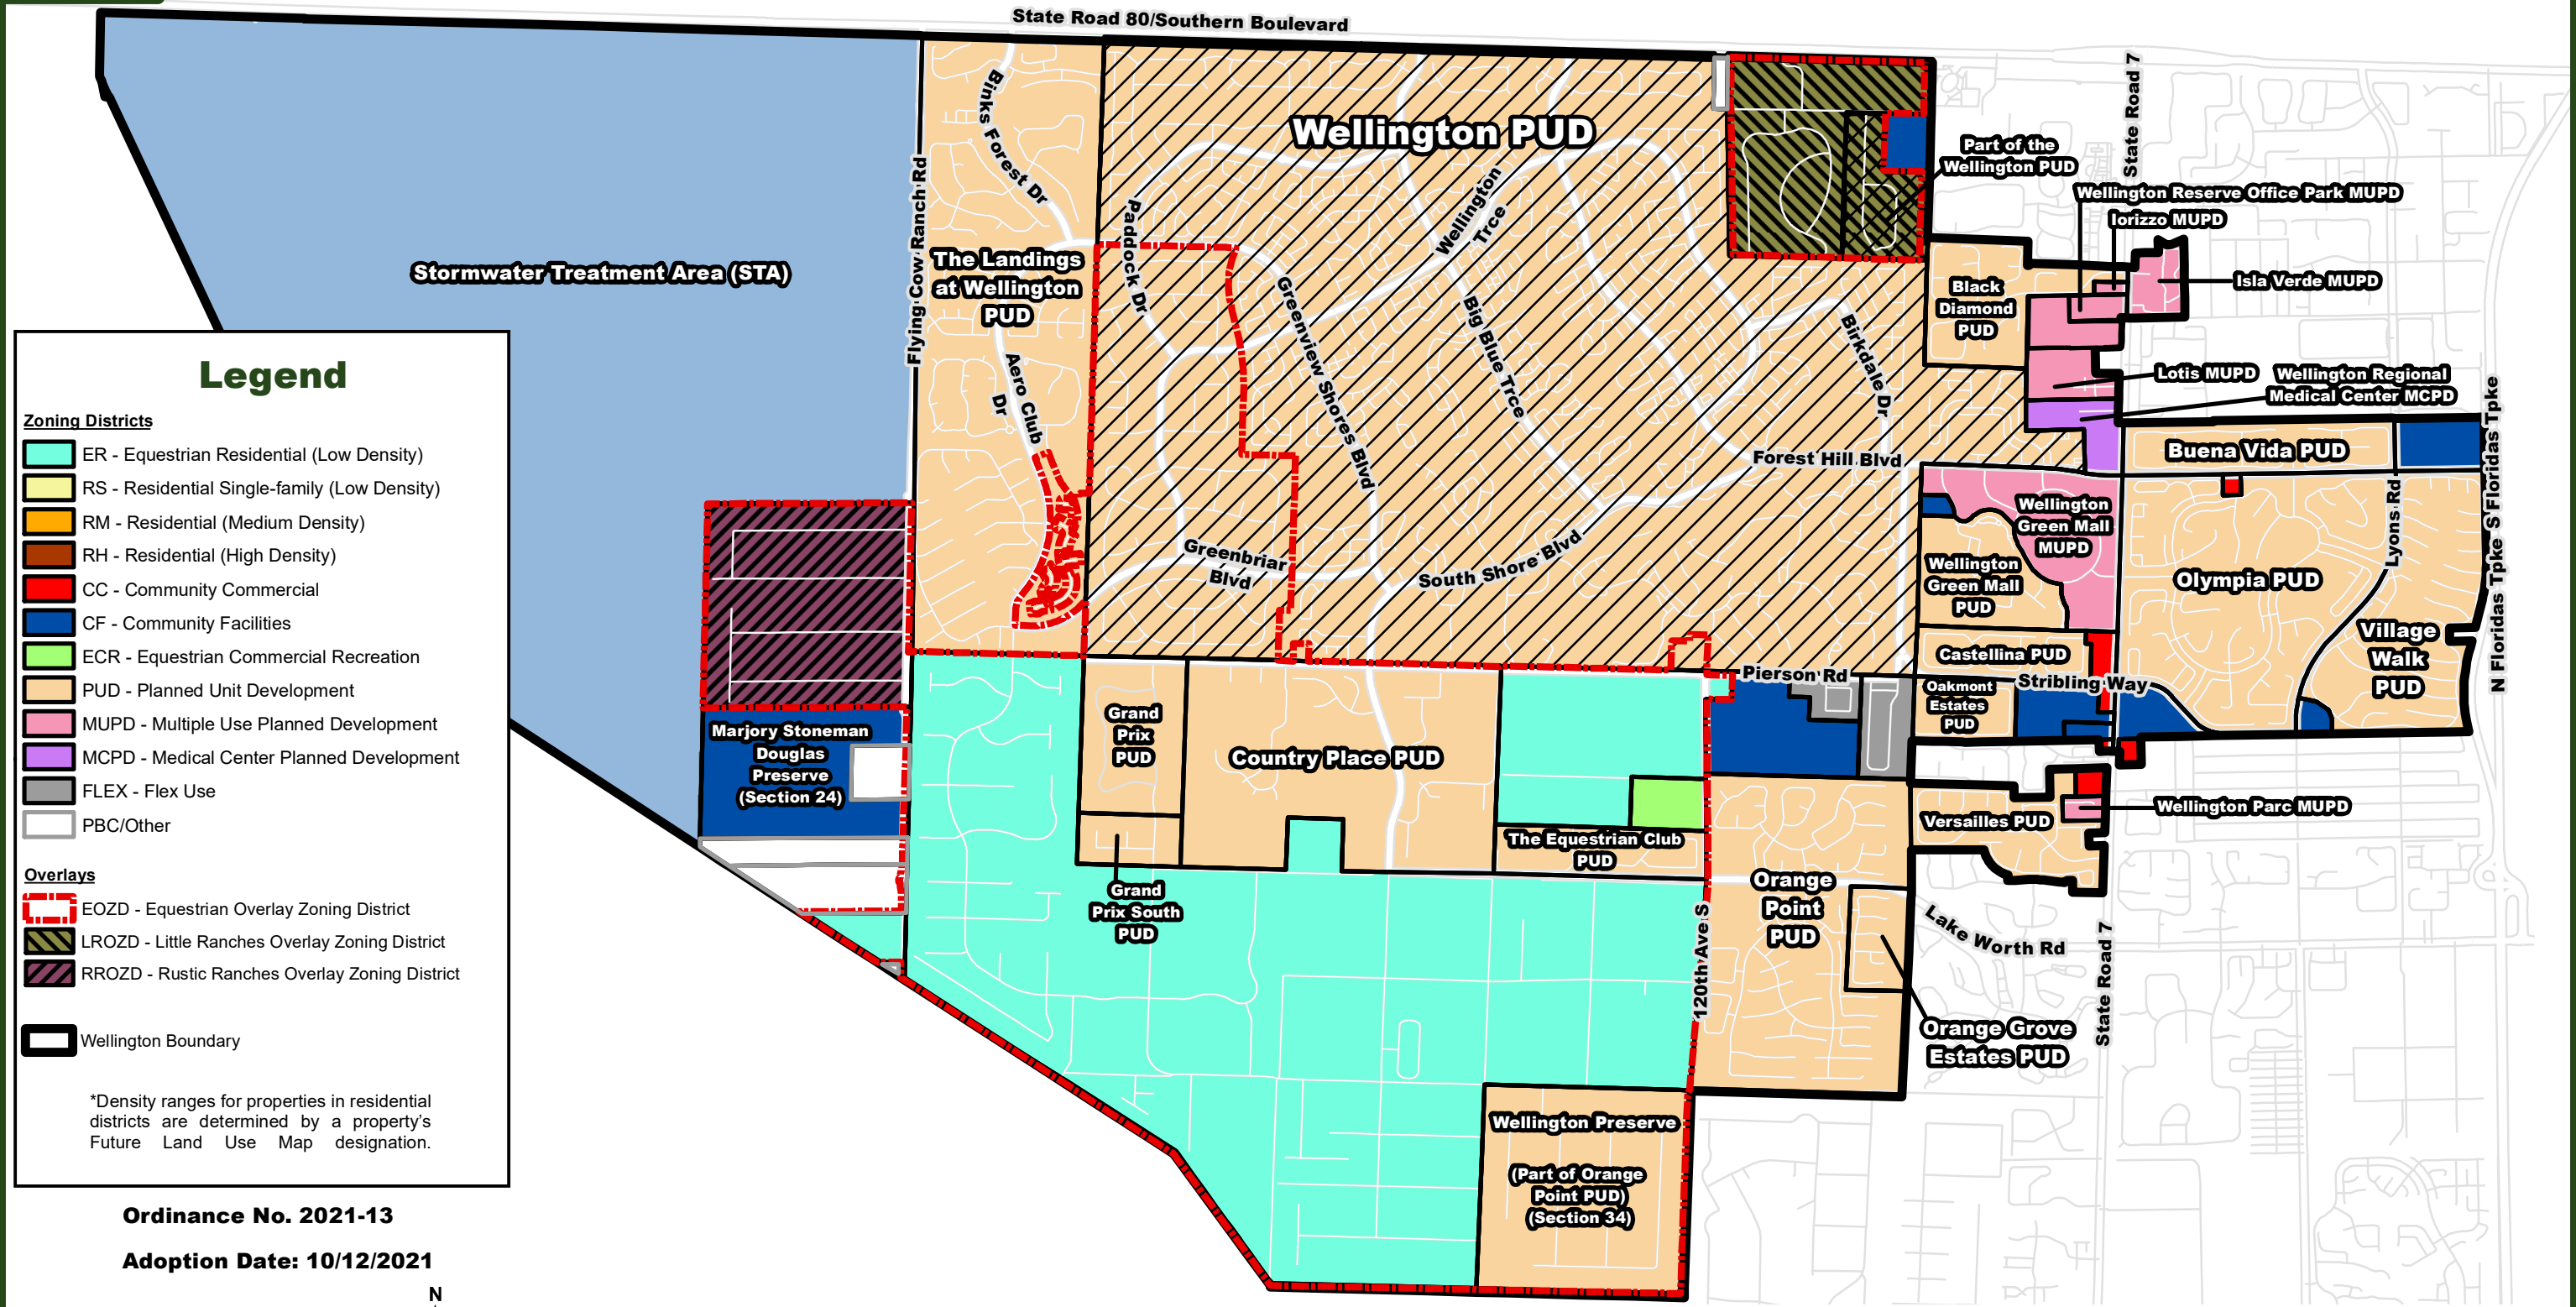 State Road 80/Southern Boulevard
Binks Forest Dr
Flying Cow Ranch Rd
Wellington PUD
State Road 7
Part of the
Wellington PUD
Wellington Reserve Office Park MUPD
Iorizzo MUPD
Isla Verde MUPD
Stormwater Treatment Area (STA)
The Landings
at Wellington
PUD
Paddock Dr
Wellington
Trce
Greenview Shores Blvd
Big Blue Trce
Birkdale Dr
Black
Diamond
PUD
Lotis MUPD
Wellington Regional
Medical Center MCPD
Aero Club
Dr
Forest Hill Blvd
Buena Vida PUD
N Floridas Tpke S Floridas Tpke
Lyons Rd
Wellington
Green Mall
MUPD
Wellington
Green Mall
PUD
Olympia PUD
Greenbriar
Blvd
South Shore Blvd
Village
Walk
PUD
Castellina PUD
Pierson Rd
Stribling Way
Oakmont
Estates
PUD
Marjory Stoneman
Douglas
Preserve
(Section 24)
Grand
Prix
PUD
Country Place PUD
The Equestrian Club
PUD
Versailles PUD
Wellington Parc MUPD
Grand
Prix South
PUD
Orange
Point
PUD
120th Ave S
Lake Worth Rd
State Road 7
Orange Grove
Estates PUD
Wellington Preserve
(Part of Orange
Point PUD)
(Section 34)
Legend
Zoning Districts
ER - Equestrian Residential (Low Density)
RS - Residential Single-family (Low Density)
RM - Residential (Medium Density)
RH - Residential (High Density)
CC - Community Commercial
CF - Community Facilities
ECR - Equestrian Commercial Recreation
PUD - Planned Unit Development
MUPD - Multiple Use Planned Development
MCPD - Medical Center Planned Development
FLEX - Flex Use
PBC/Other
Overlays
EOZD - Equestrian Overlay Zoning District
LROZD - Little Ranches Overlay Zoning District
RROZD - Rustic Ranches Overlay Zoning District
Wellington Boundary
*Density ranges for properties in residential
districts are determined by a property's
Future Land Use Map designation.
Ordinance No. 2021-13
Adoption Date: 10/12/2021
N